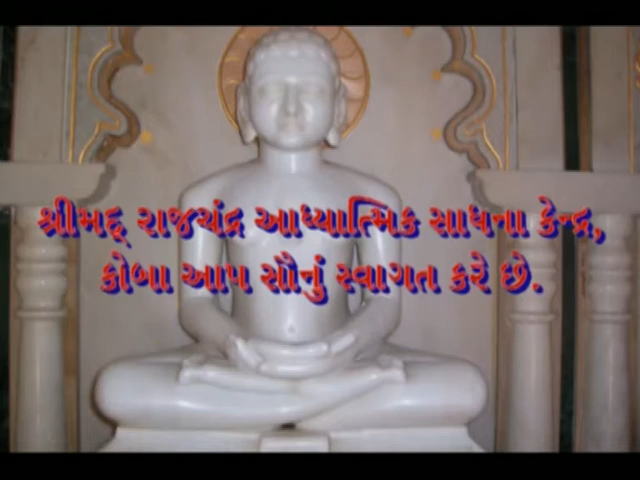 શ્રીમદ્ રાજચંદ્ર આધ્યાત્મિક સાધના કેન્દ્ર,
કોબા આપ સૌનું સ્વાગત કરે છે.